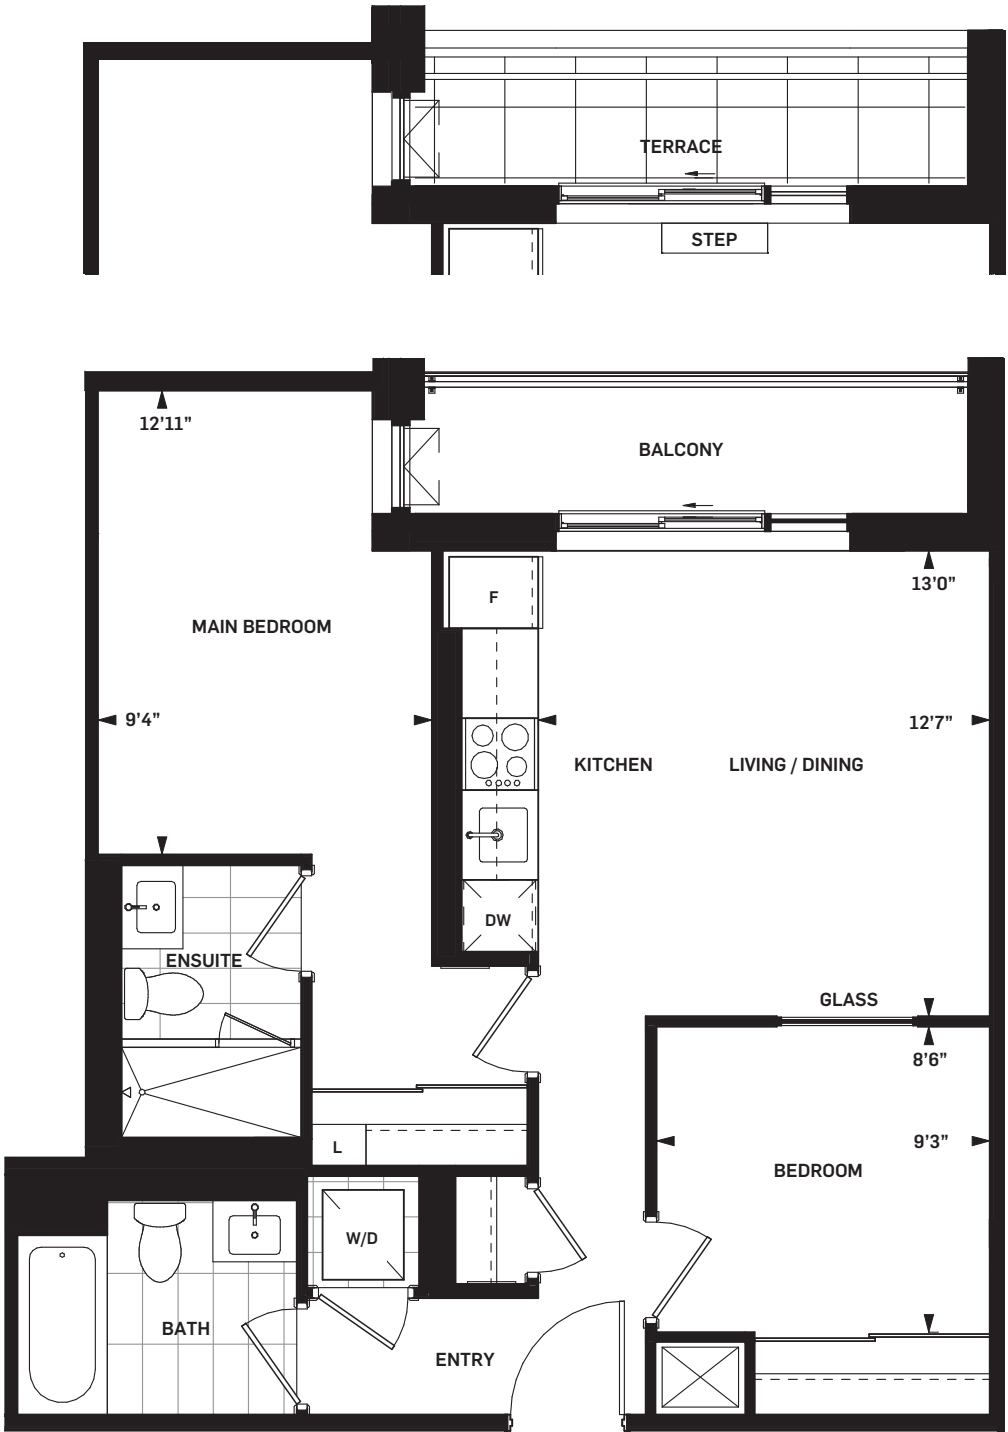 TERRACE
STEP
12’11”
BALCONY
13’0”
F
MAIN BEDROOM
9’4”
12’7”
KITCHEN
LIVING / DINING
DW
ENSUITE
GLASS
8’6”
9’3”
L
BEDROOM
W/D
BATH
ENTRY